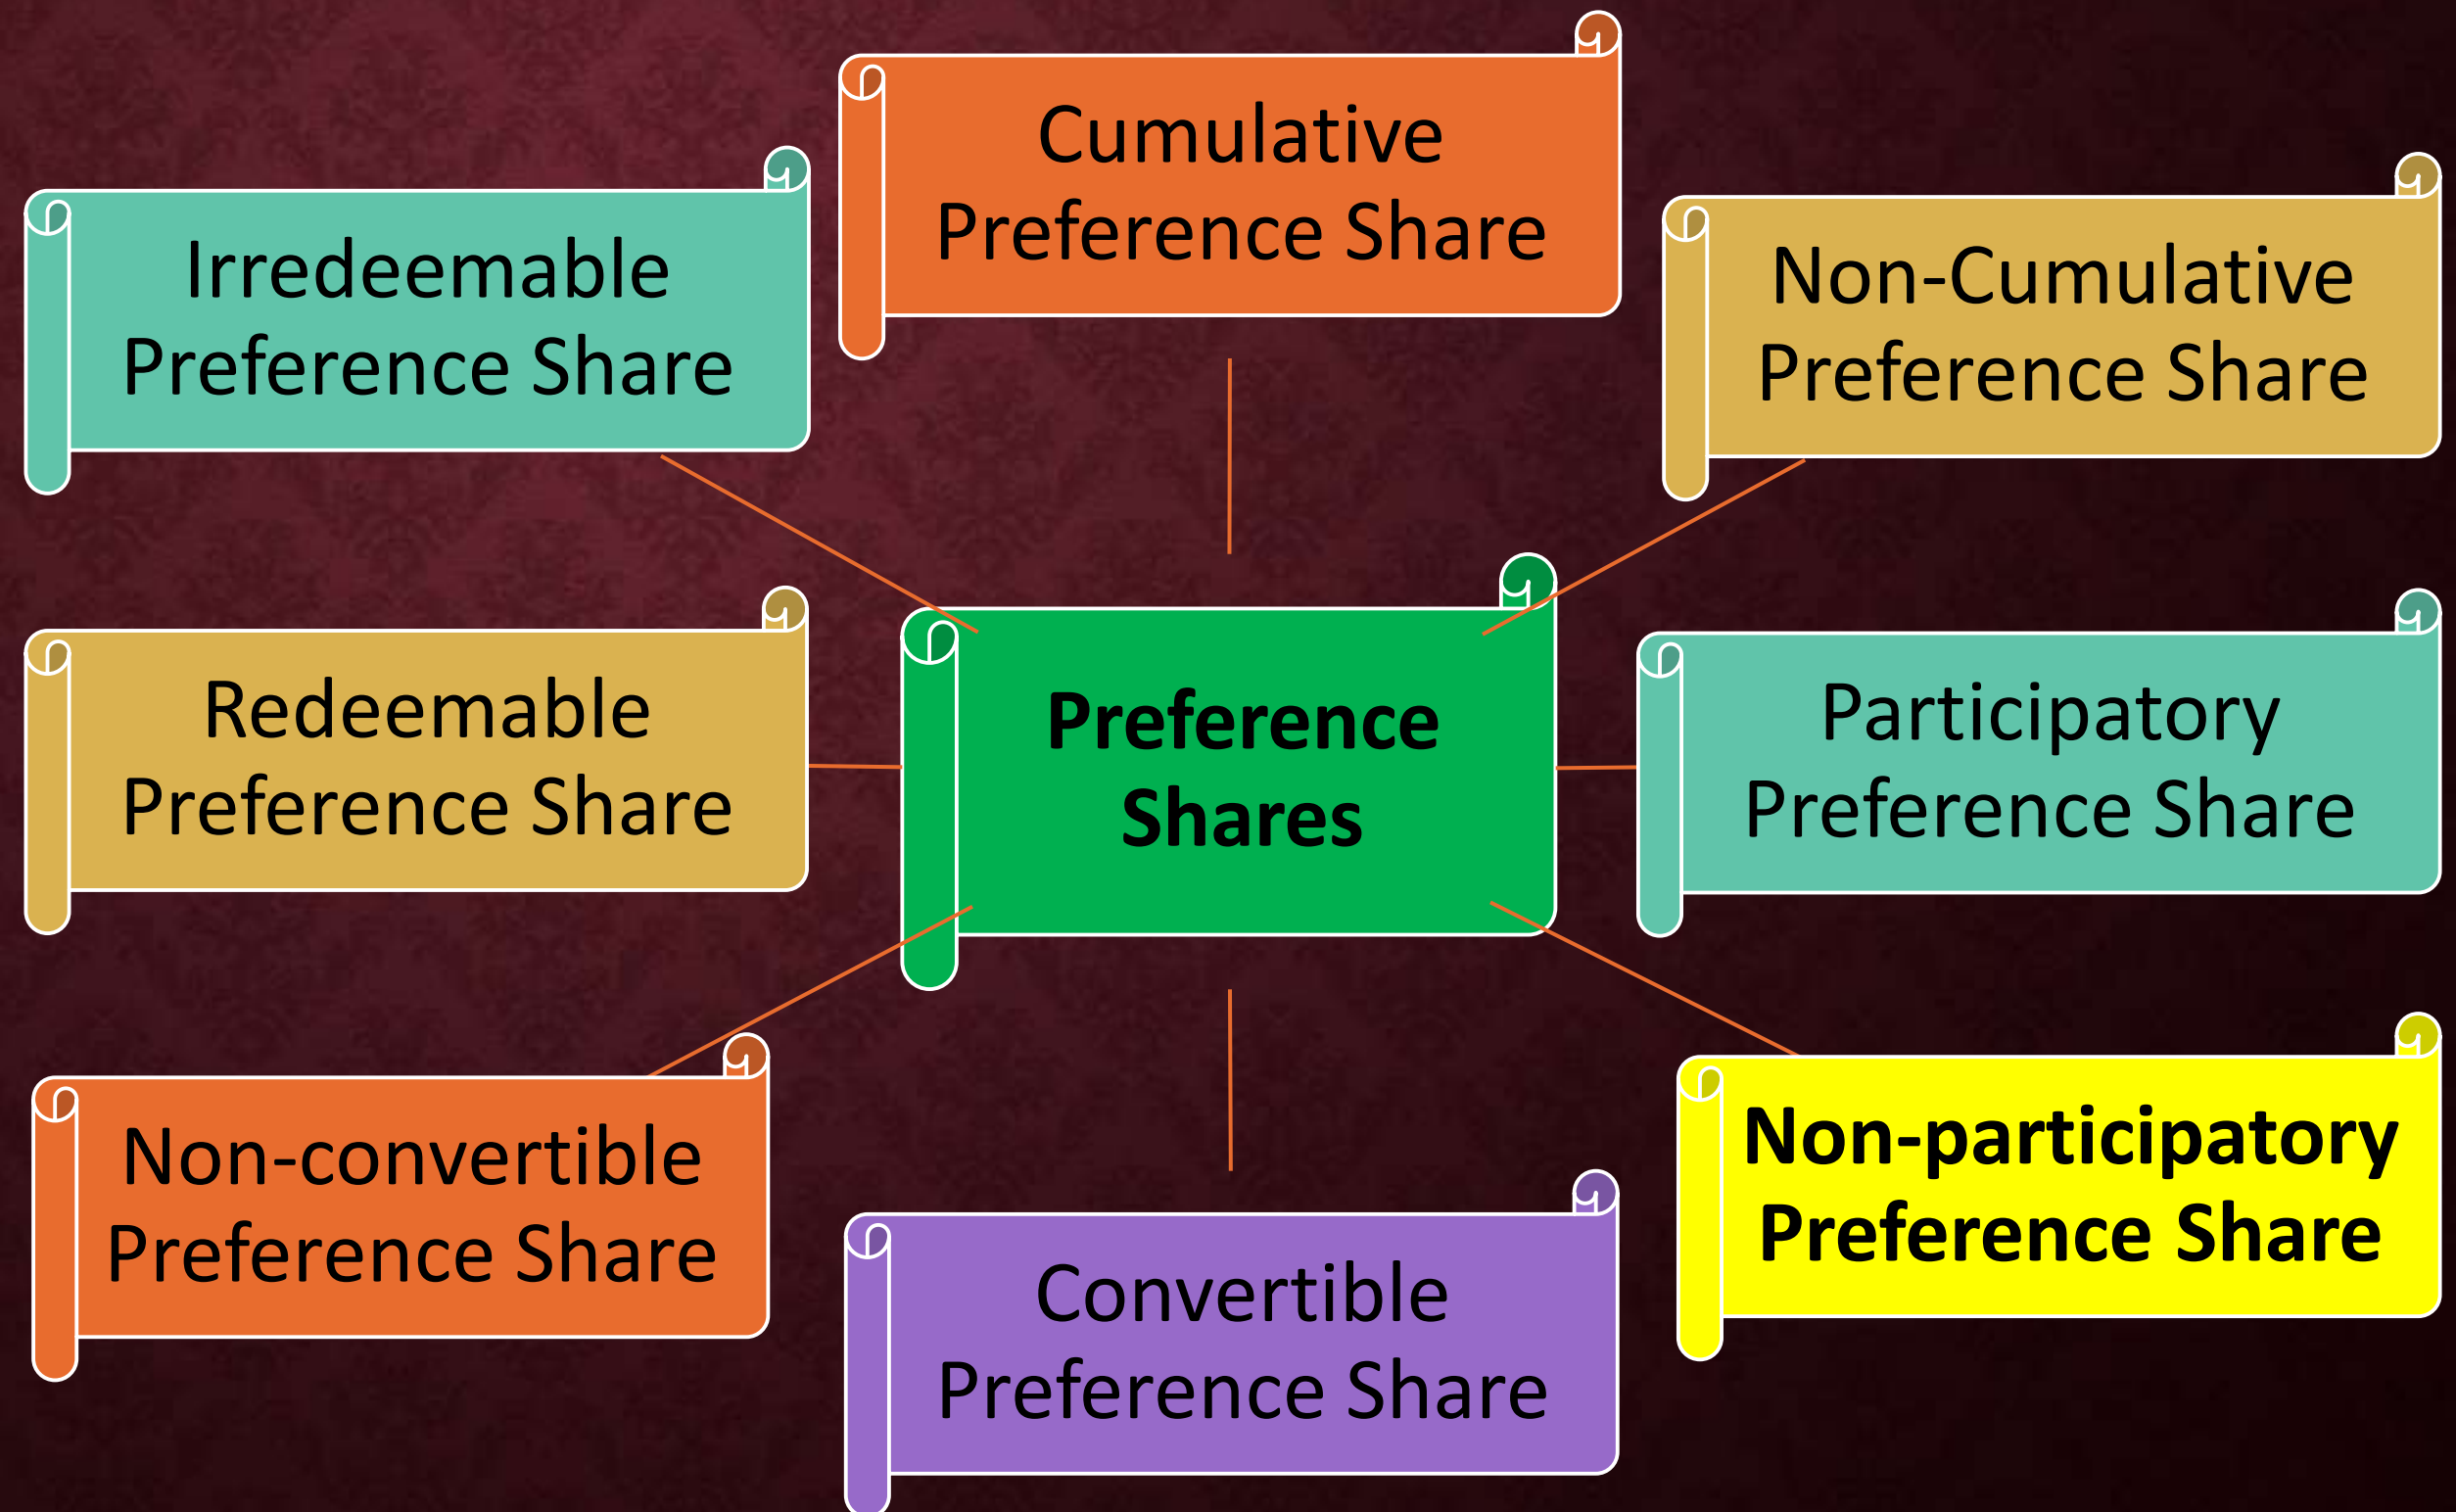 Cumulative
Preference Share
Irredeemable
Preference Share
Non-Cumulative
Preference Share
Redeemable
Preference Share
Preference
Shares
Participatory
Preference Share
Non-convertible
Preference Share
Convertible
Preference Share
Non-participatory
Preference Share